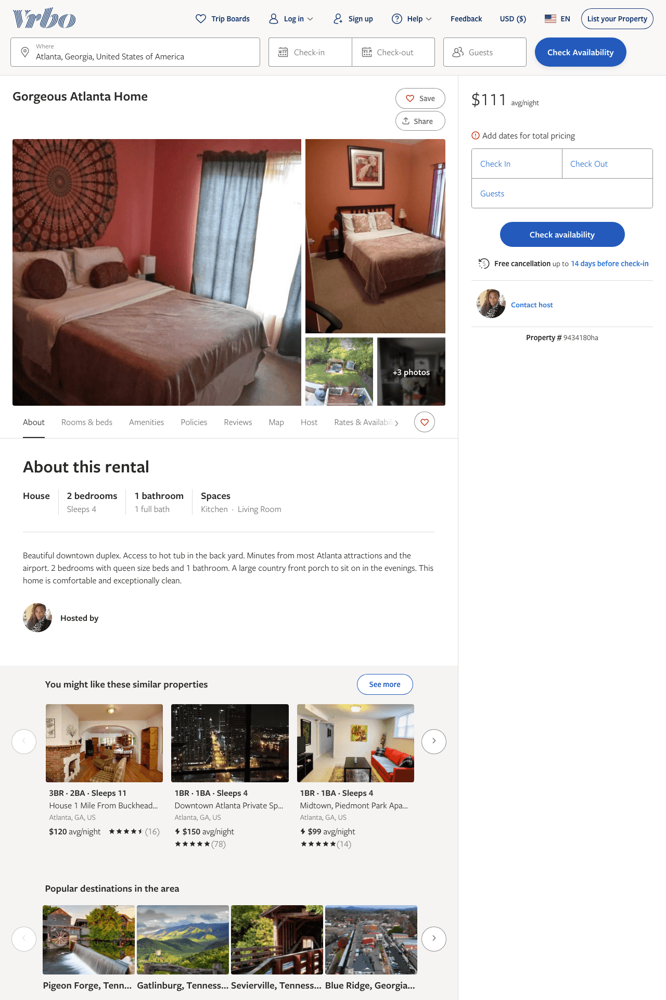 Vrbo
Trip Boards
Log in
Sign up
Help
Feedback
USD ($)
EN
List your Property
Where
Atlanta, Georgia, United States of America
Check-in
Check-out
Guests
Check Availability
Gorgeous Atlanta Home
Save
Share
+3 photos
$111 avg/night
Add dates for total pricing
Check In
Check Out
Guests
Check availability
Free cancellation up to 14 days before check-in
Contact host
Property # 9434180ha
About
Rooms & beds
Amenities
Policies
Reviews
Map
Host
Rates & Availabili
About this rental
House
2 bedrooms
Sleeps 4
1 bathroom
1 full bath
Spaces
Kitchen · Living Room
Beautiful downtown duplex. Access to hot tub in the back yard. Minutes from most Atlanta attractions and the
airport. 2 bedrooms with queen size beds and 1 bathroom. A large country front porch to sit on in the evenings. This
home is comfortable and exceptionally clean.
Hosted by
You might like these similar properties
See more
3BR · 2BA · Sleeps 11
House 1 Mile From Buckhead...
Atlanta, GA, US
$120 avg/night
(16)
1BR · 1BA · Sleeps 4
Downtown Atlanta Private Sp...
Atlanta, GA, US
$150 avg/night
(78)
1BR · 1BA · Sleeps 4
Midtown, Piedmont Park Apa...
Atlanta, GA, US
$99 avg/night
(14)
Popular destinations in the area
Pigeon Forge, Tenn...
Gatlinburg, Tenness...
Sevierville, Tenness...
Blue Ridge, Georgia...